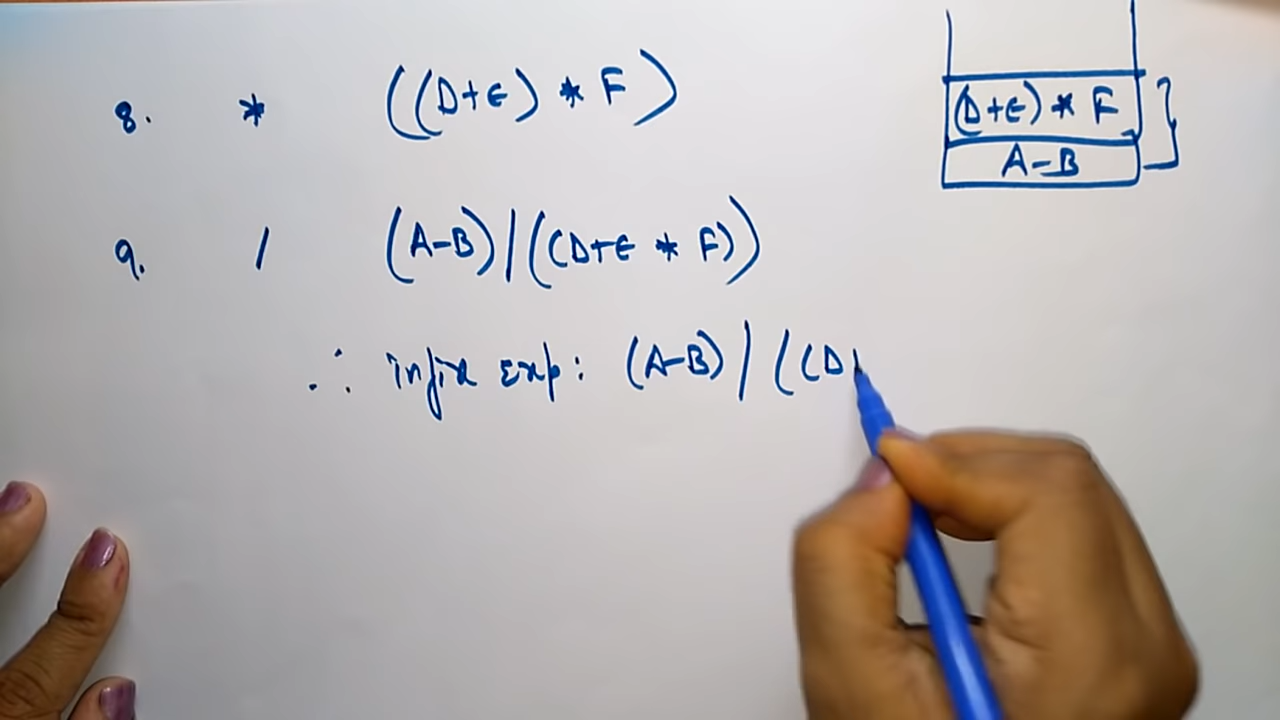 8. * ((D+E) * F)
(D+E) * F
A-B
9. / (A-B)/((D+E * F))
∴ infix exp: (A-B)/((D